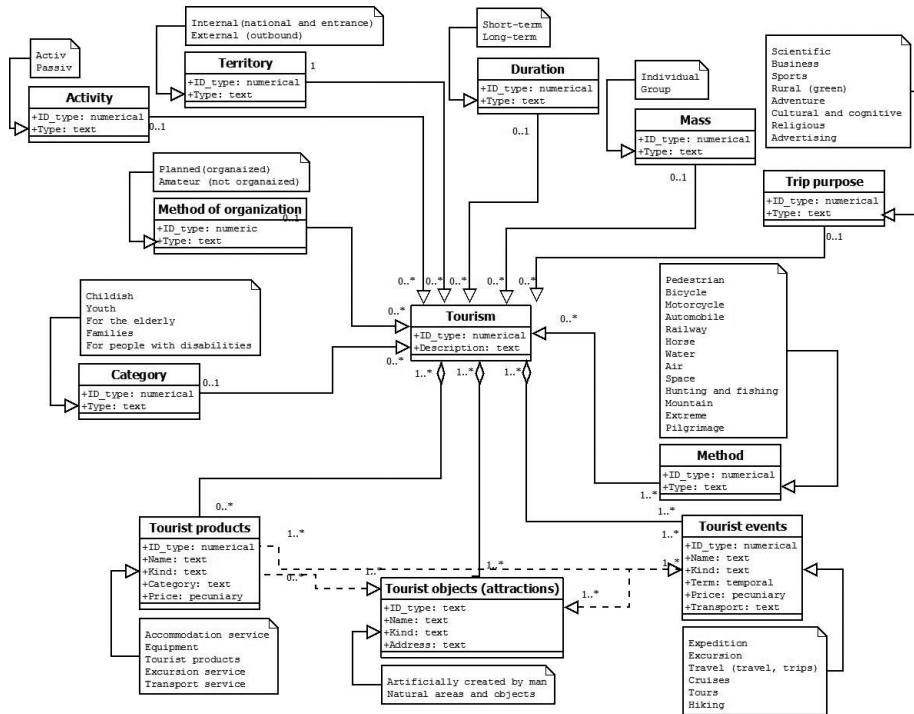 Internal(national and entrance)
External (outbound)
Short-term
Long-term
Activ
Passiv
Scientific
Business
Sports
Rural (green)
Adventure
Cultural and cognitive
Religious
Advertising
Territory
+ID_type: numerical
+Type: text
1
Duration
+ID_type: numerical
+Type: text
0..1
Individual
Group
Activity
+ID_type: numerical
+Type: text
0..1
Mass
+ID_type: numerical
+Type: text
0..1
Planned(organaized)
Amateur (not organaized)
Trip purpose
+ID_type: numerical
+Type: text
0..1
Method of organization
0..1
+ID_type: numeric
+Type: text
0..*
0..*
0..*
0..*
0..*
0..*
0..*
0..*
Childish
Youth
For the elderly
Families
For people with disabilities
Tourism
+ID_type: numerical
+Description: text
Pedestrian
Bicycle
Motorcycle
Automobile
Railway
Horse
Water
Air
Space
Hunting and fishing
Mountain
Extreme
Pilgrimage
Category
+ID_type: numerical
+Type: text
0..1
0..*
1..*
1..*
1..*
Method
+ID_type: numerical
+Type: text
1..*
0..*
1..*
Tourist products
+ID_type: numerical
+Name: text
+Kind: text
+Category: text
+Price: pecuniary
1..*
0..*
1..*
1..*
1..*
1..*
1..*
1..*
Tourist events
+ID_type: numerical
+Name: text
+Kind: text
+Term: temporal
+Price: pecuniary
+Transport: text
Tourist objects (attractions)
+ID_type: text
+Name: text
+Kind: text
+Address: text
Accommodation service
Equipment
Tourist products
Excursion service
Transport service
Artificially created by man
Natural areas and objects
Expedition
Excursion
Travel (travel, trips)
Cruises
Tours
Hiking